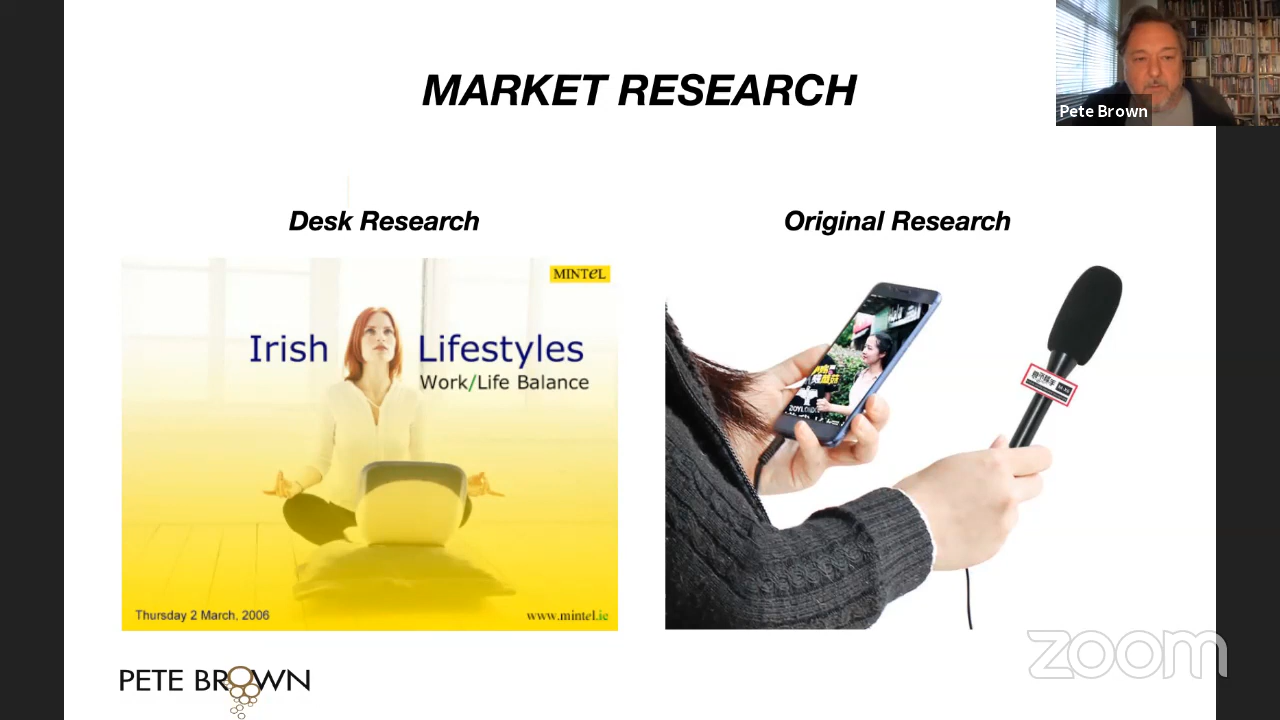 MARKET RESEARCH
Pete Brown
Desk Research
Original Research
MINTEL
Irish Lifestyles
Work/Life Balance
Thursday 2 March, 2006
www.mintel.ie
zoom
PETE BROWN